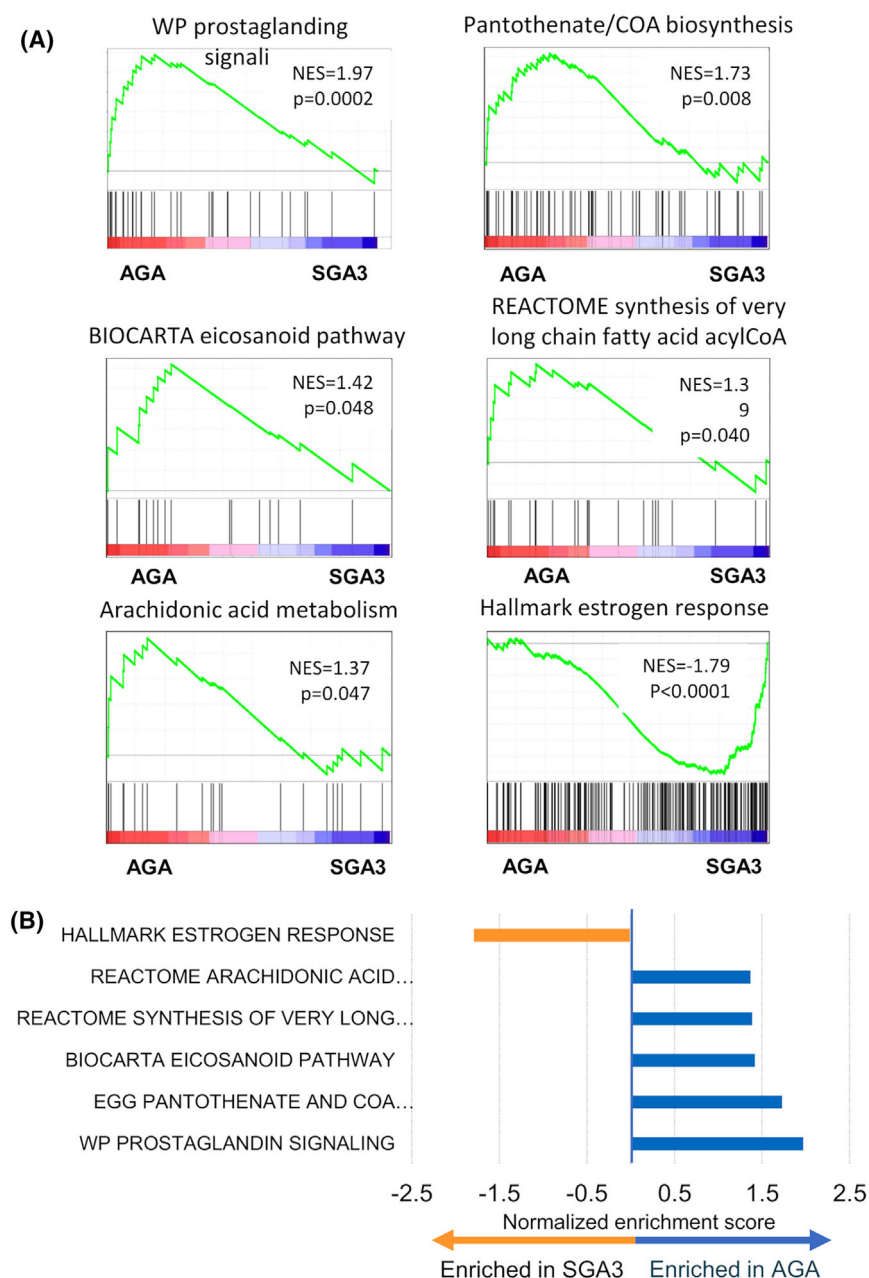 (A)
WP prostaglanding
signali
NES=1.97
p=0.0002
AGA
SGA3
Pantothenate/COA biosynthesis
NES=1.73
p=0.008
AGA
SGA3
BIOCARTA eicosanoid pathway
NES=1.42
p=0.048
AGA
SGA3
REACTOME synthesis of very
long chain fatty acid acylCoA
NES=1.3
9
p=0.040
AGA
SGA3
Arachidonic acid metabolism
NES=1.37
p=0.047
AGA
SGA3
Hallmark estrogen response
NES=-1.79
P<0.0001
AGA
SGA3
(B)
HALLMARK ESTROGEN RESPONSE
REACTOME ARACHIDONIC ACID…
REACTOME SYNTHESIS OF VERY LONG…
BIOCARTA EICOSANOID PATHWAY
EGG PANTOTHENATE AND COA…
WP PROSTAGLANDIN SIGNALING
-2.5 -1.5 -0.5 0.5 1.5 2.5
Normalized enrichment score
Enriched in SGA3 Enriched in AGA